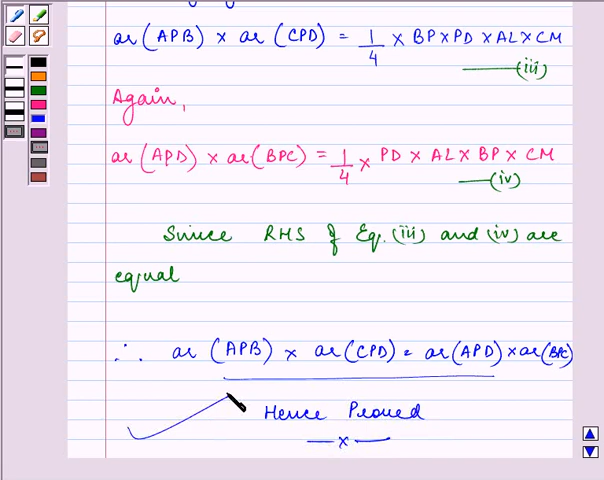 ar(APB) × ar(CPD) = 1/4 × BP×PD×AL×CM
——(iii)
Again,
ar(APD) × ar(BPC) = 1/4 × PD × AL×BP×CM
——(iv)
Since RHS of Eq.(iii) and (iv) are
equal
∴ ar (APB) × ar(CPD) = ar(APD)×ar(BPC)
Hence Proved
—x—